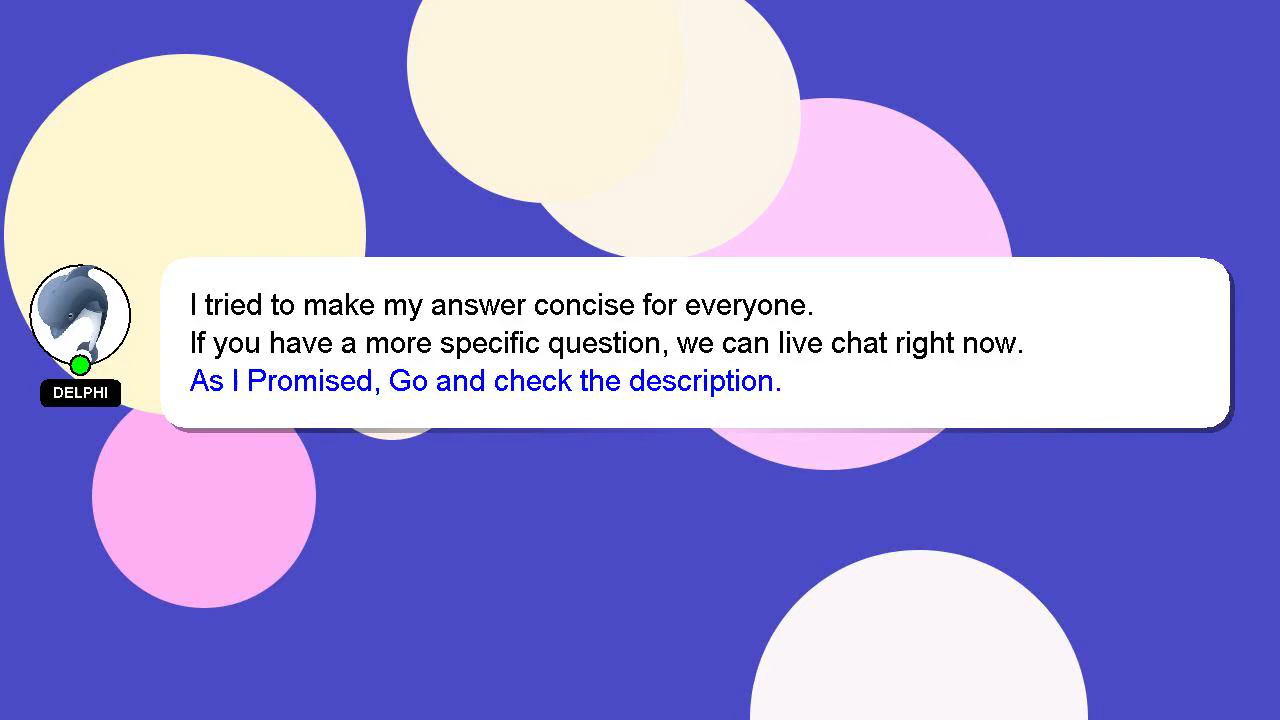 I tried to make my answer concise for everyone.
If you have a more specific question, we can live chat right now.
As I Promised, Go and check the description.
DELPHI